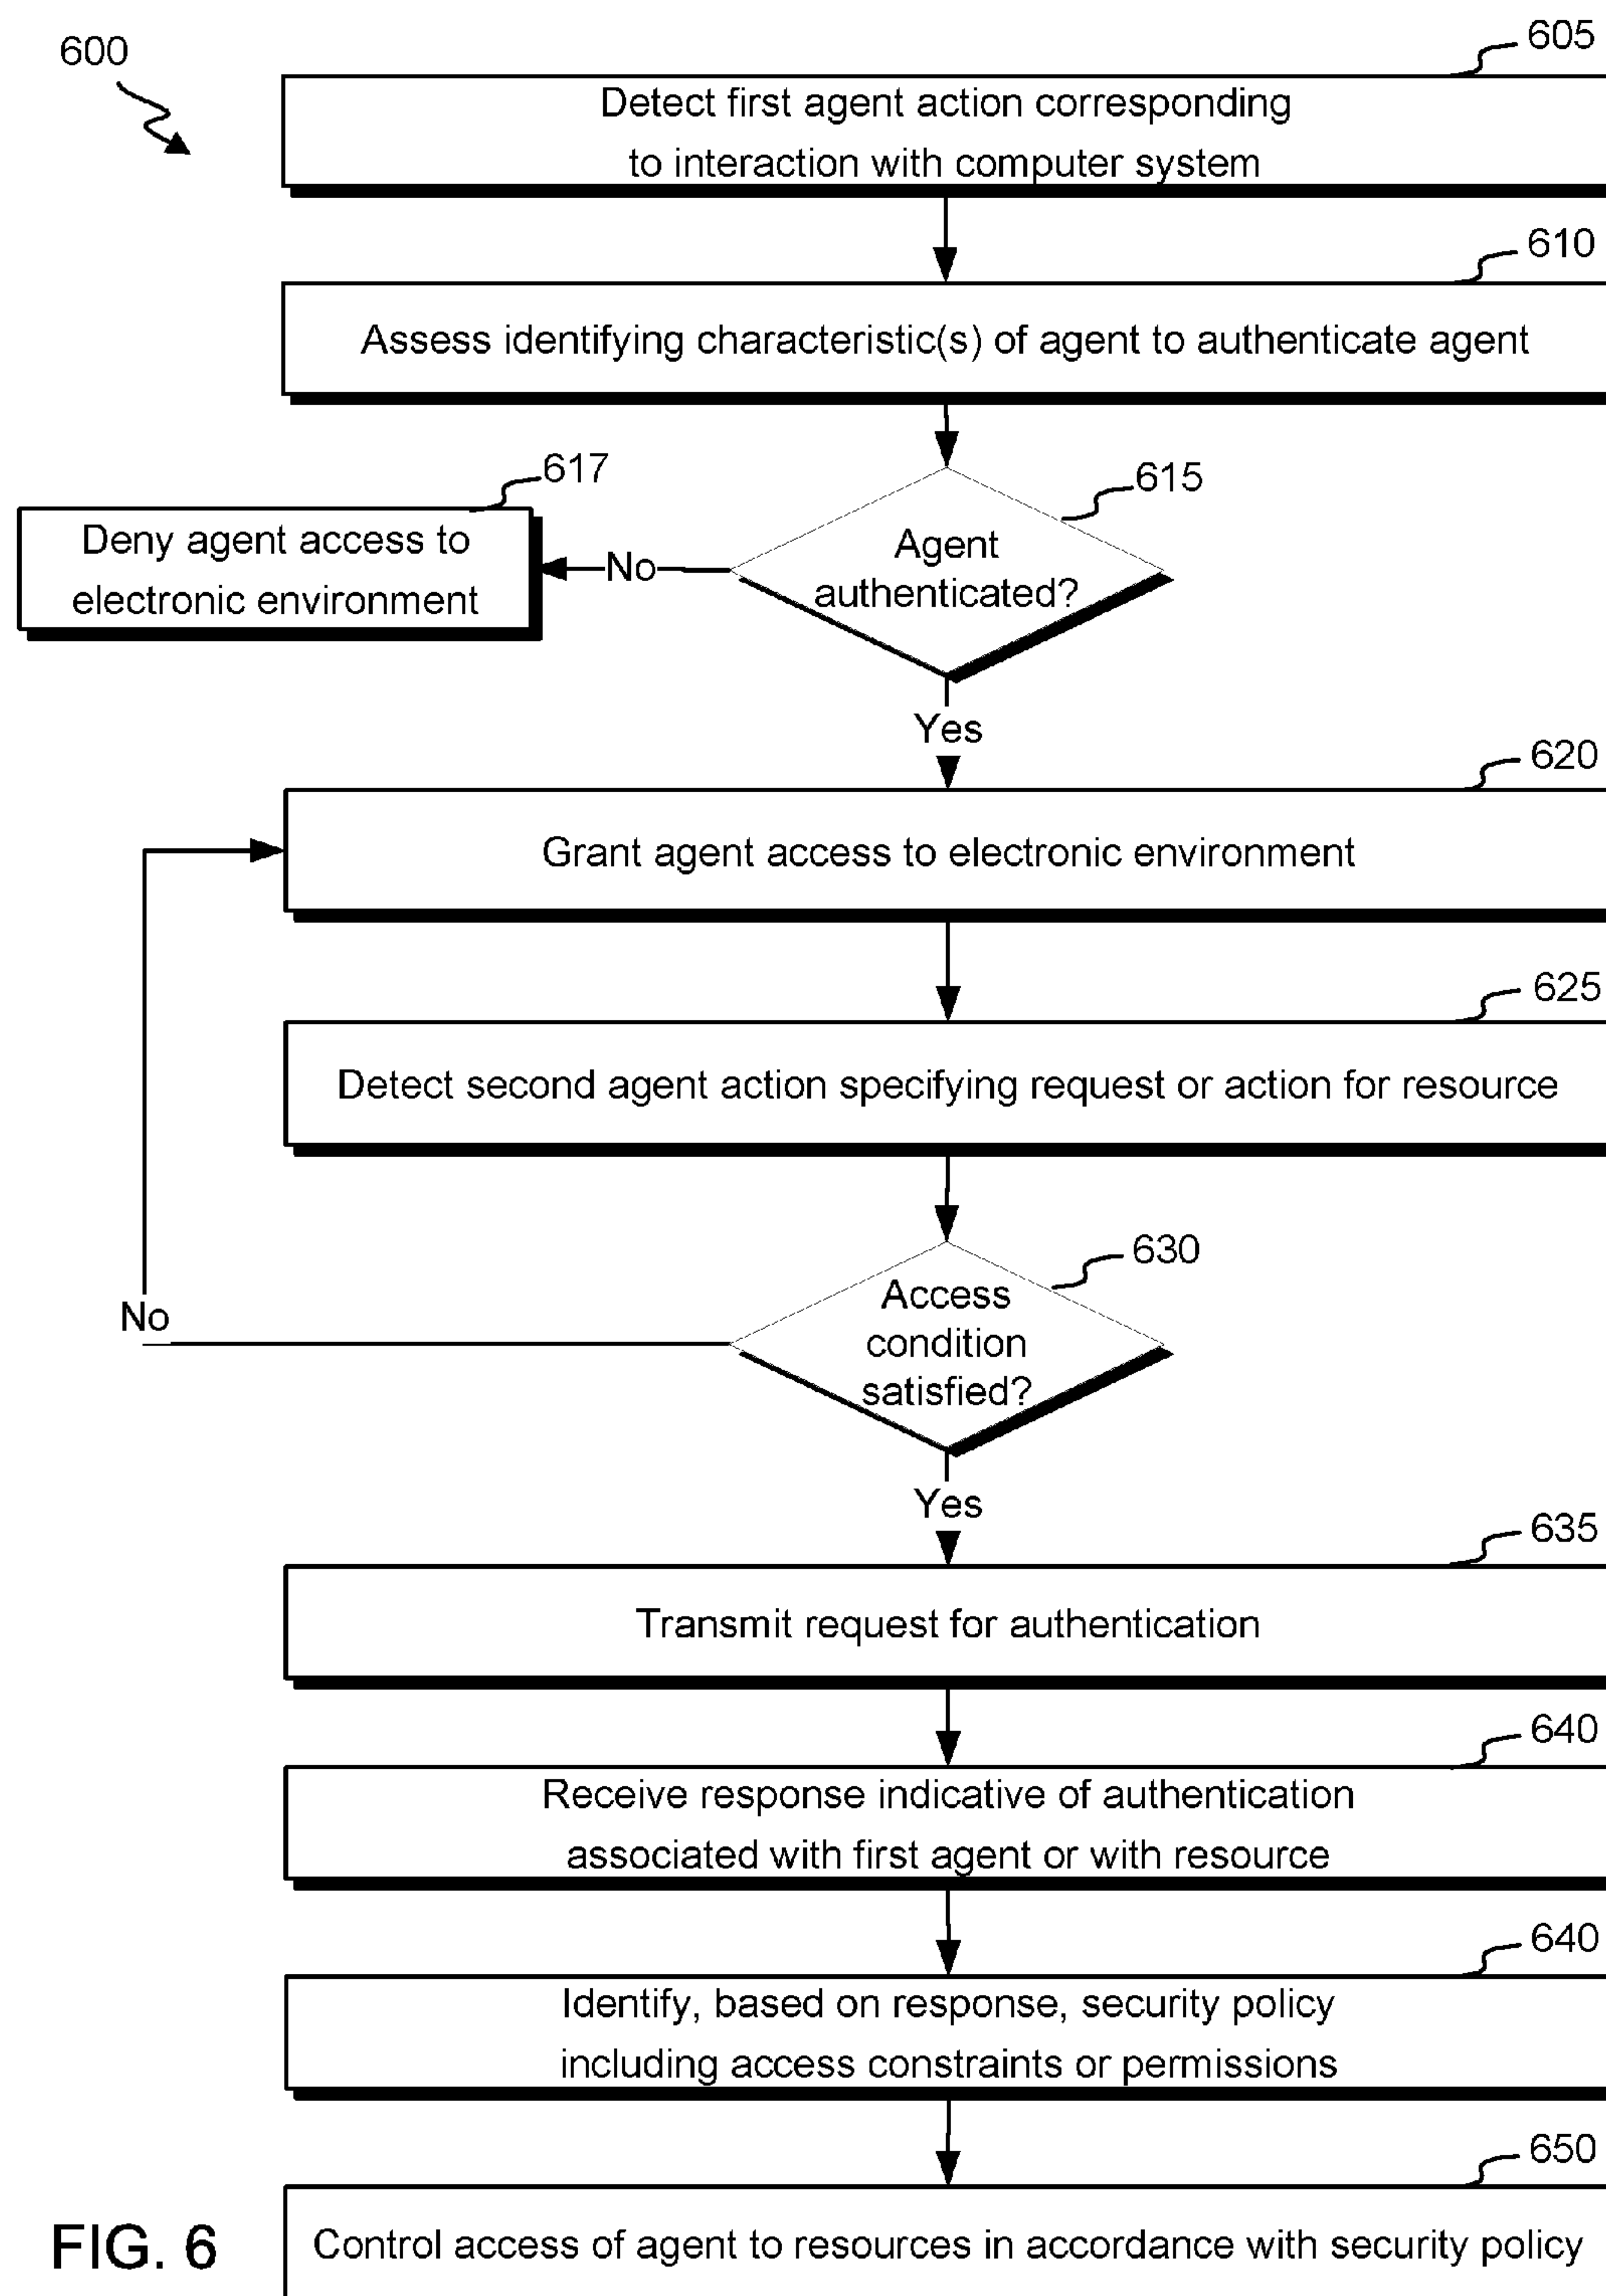 600
605
Detect first agent action corresponding
to interaction with computer system
610
Assess identifying characteristic(s) of agent to authenticate agent
617
Deny agent access to
electronic environment
No
615
Agent
authenticated?
Yes
620
Grant agent access to electronic environment
625
Detect second agent action specifying request or action for resource
630
Access
condition
satisfied?
No
Yes
635
Transmit request for authentication
640
Receive response indicative of authentication
associated with first agent or with resource
640
Identify, based on response, security policy
including access constraints or permissions
650
Control access of agent to resources in accordance with security policy
FIG. 6